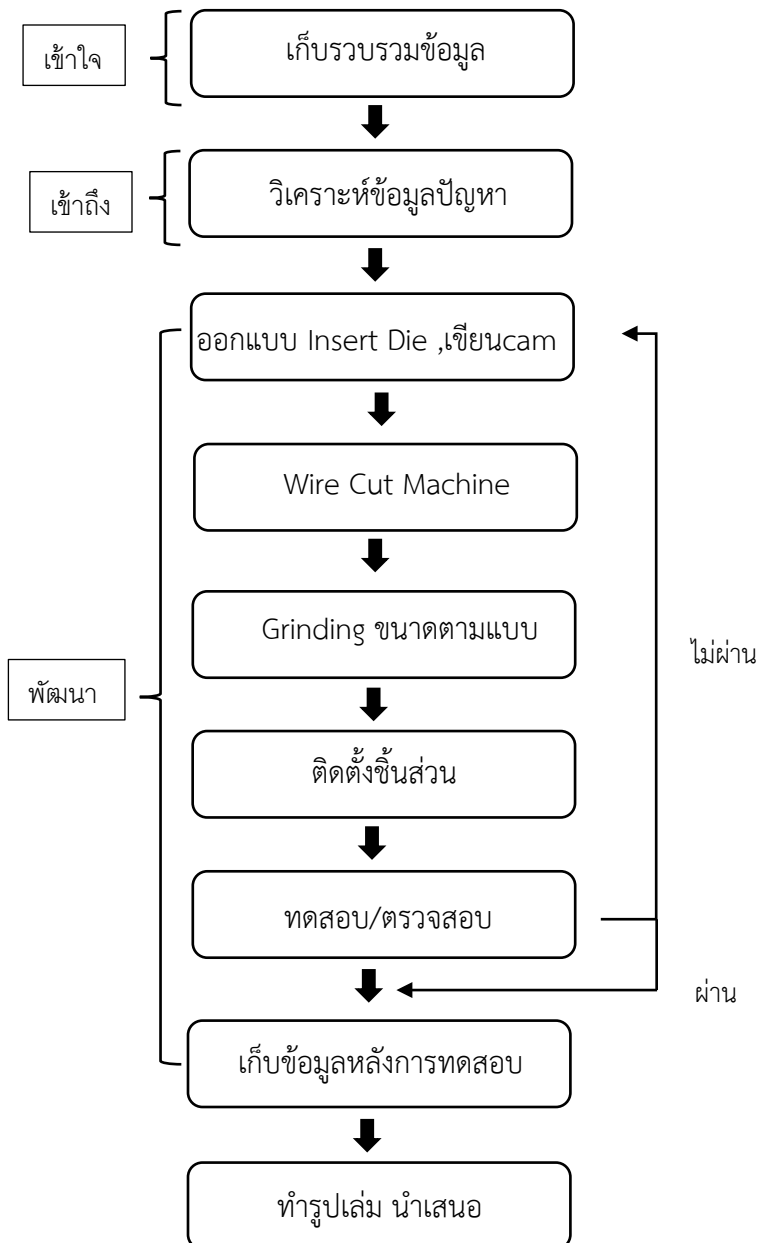 เข้าใจ
เก็บรวบรวมข้อมูล
เข้าถึง
วิเคราะห์ข้อมูลปัญหา
ออกแบบ Insert Die ,เขียนcam
Wire Cut Machine
Grinding ขนาดตามแบบ
ไม่ผ่าน
พัฒนา
ติดตั้งชิ้นส่วน
ทดสอบ/ตรวจสอบ
ผ่าน
เก็บข้อมูลหลังการทดสอบ
ทำรูปเล่ม นำเสนอ